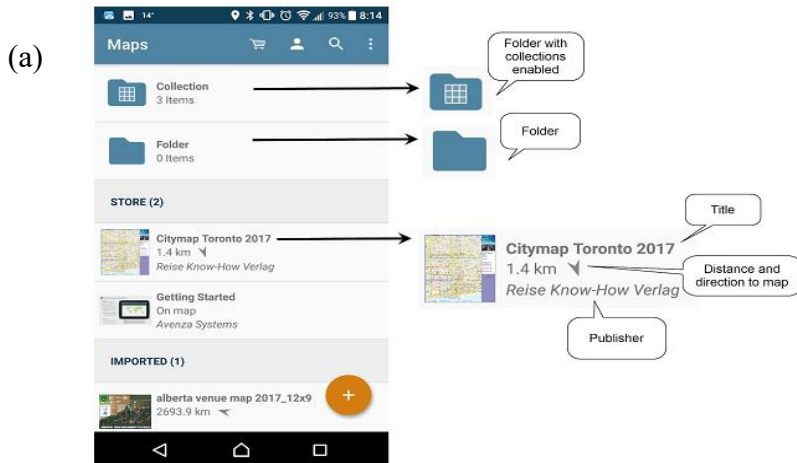 (a)
14°
93% 8:14
Maps
Collection
3 Items
Folder
0 Items
STORE (2)
Citymap Toronto 2017
1.4 km
Reise Know-How Verlag
Getting Started
On map
Avenza Systems
IMPORTED (1)
alberta venue map 2017_12x9
2693.9 km
+
Folder with
collections
enabled
Folder
Title
Citymap Toronto 2017
1.4 km
Distance and
direction to map
Reise Know-How Verlag
Publisher